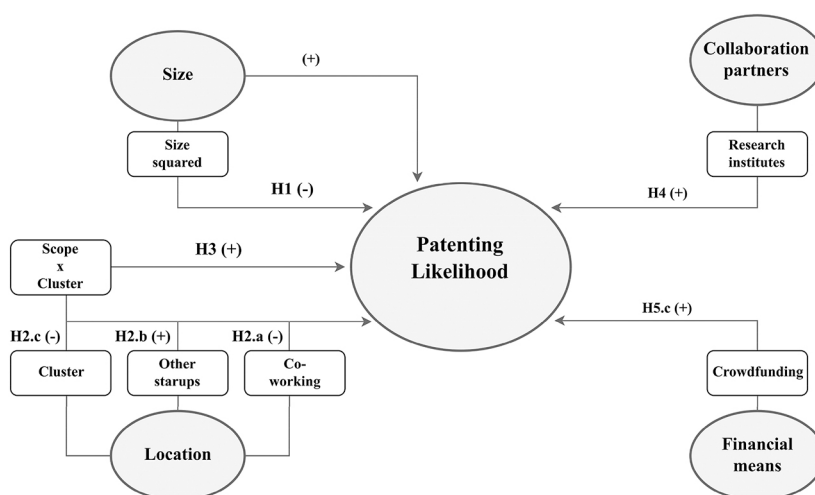 Size
(+)
Collaboration
partners
Size
squared
Research
institutes
H1 (-)
H4 (+)
Patenting
Likelihood
Scope
x
Cluster
H3 (+)
H5.c (+)
H2.c (-)
H2.b (+)
H2.a (-)
Cluster
Other
starups
Co-
working
Crowdfunding
Location
Financial
means